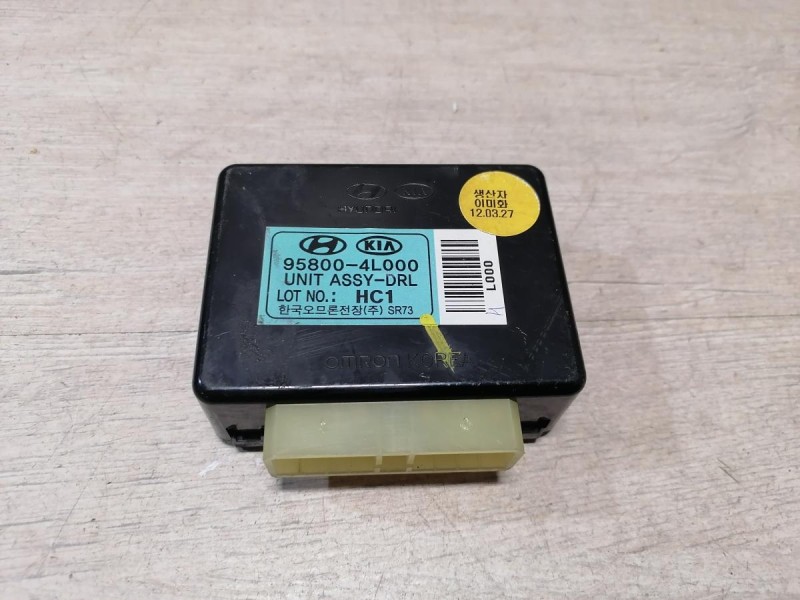 생산자
이미화
12.03.27
KIA
95800-4L000
UNIT ASSY-DRL
LOT NO.: HC1
한국오므론전장(주) SR73
L000
OMRON KOREA